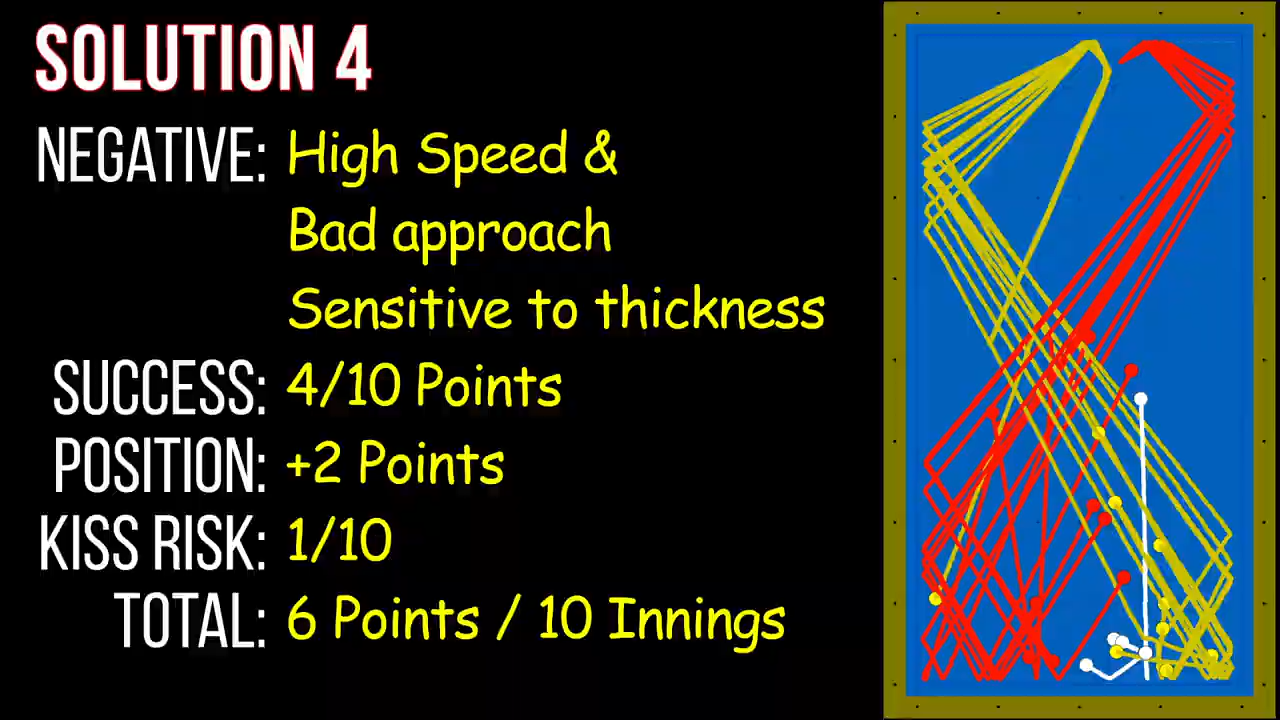 SOLUTION 4
NEGATIVE: High Speed &
Bad approach
Sensitive to thickness
SUCCESS: 4/10 Points
POSITION: +2 Points
KISS RISK: 1/10
TOTAL: 6 Points / 10 Innings